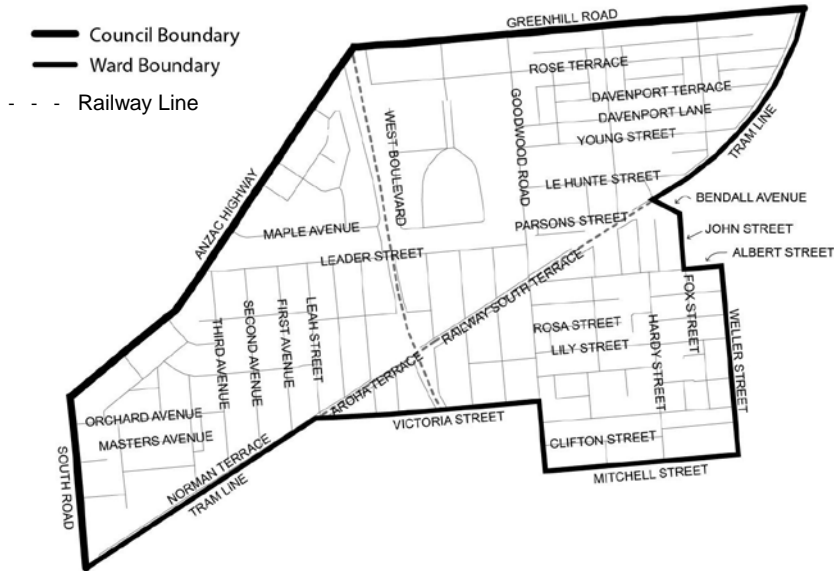 Council Boundary
Ward Boundary
- - - Railway Line
GREENHILL ROAD
ROSE TERRACE
DAVENPORT TERRACE
DAVENPORT LANE
YOUNG STREET
TRAM LINE
WEST BOULEVARD
GOODWOOD ROAD
LE HUNTE STREET
BENDALL AVENUE
ANZAC HIGHWAY
PARSONS STREET
JOHN STREET
MAPLE AVENUE
LEADER STREET
ALBERT STREET
RAILWAY SOUTH TERRACE
FOX STREET
THIRD AVENUE
SECOND AVENUE
FIRST AVENUE
LEAH STREET
ROSA STREET
HARDY STREET
WELLER STREET
LILY STREET
AROHA TERRACE
ORCHARD AVENUE
VICTORIA STREET
MASTERS AVENUE
CLIFTON STREET
SOUTH ROAD
NORMAN TERRACE
TRAM LINE
MITCHELL STREET